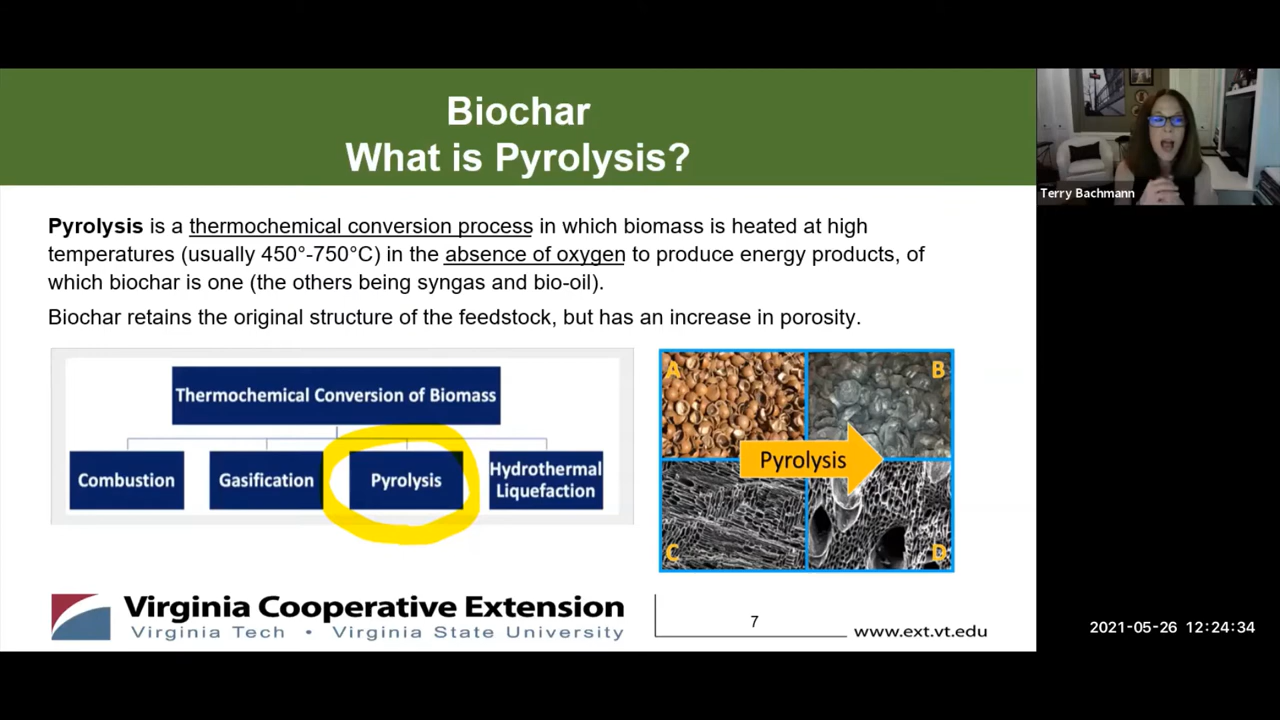 Biochar
What is Pyrolysis?
Pyrolysis is a thermochemical conversion process in which biomass is heated at high
temperatures (usually 450°-750°C) in the absence of oxygen to produce energy products, of
which biochar is one (the others being syngas and bio-oil).
Biochar retains the original structure of the feedstock, but has an increase in porosity.
Thermochemical Conversion of Biomass
Combustion
Gasification
Pyrolysis
Hydrothermal
Liquefaction
A
B
Pyrolysis
C
D
Virginia Cooperative Extension
Virginia Tech • Virginia State University
7
www.ext.vt.edu
Terry Bachmann
2021-05-26 12:24:34